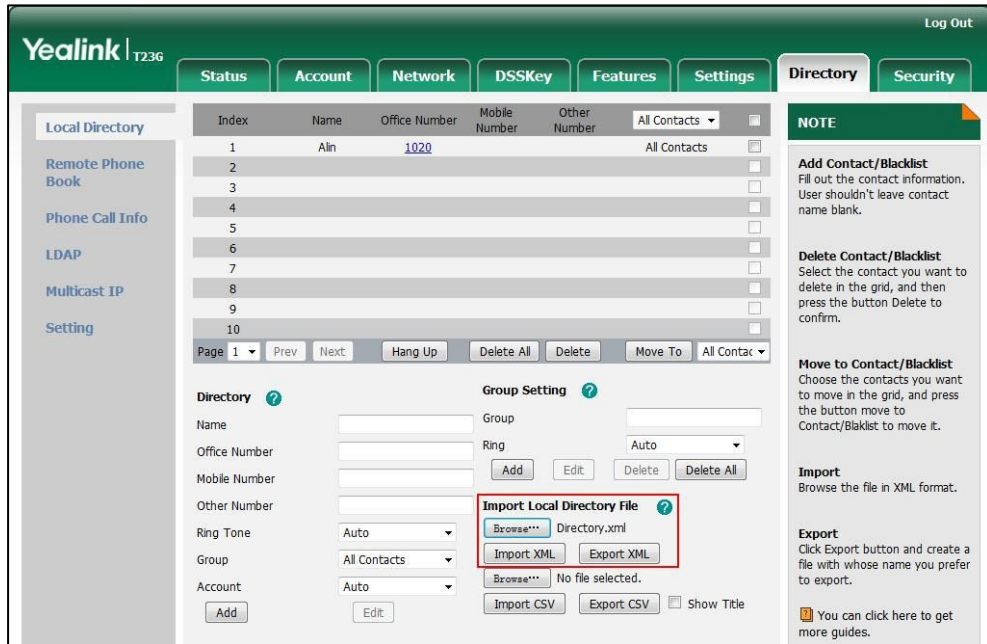 Log Out
Yealink | T23G
Status Account Network DSSKey Features Settings Directory Security
Local Directory
Remote Phone
Book
Phone Call Info
LDAP
Multicast IP
Setting
Index Name Office Number Mobile Number Other Number All Contacts
1 Alin 1020 All Contacts
2
3
4
5
6
7
8
9
10
Page 1 Prev Next Hang Up Delete All Delete Move To All Contac
Directory ?
Name
Office Number
Mobile Number
Other Number
Ring Tone Auto
Group All Contacts
Account Auto
Add Edit
Group Setting ?
Group
Ring Auto
Add Edit Delete Delete All
Import Local Directory File ?
Browse... Directory.xml
Import XML Export XML
Browse... No file selected.
Import CSV Export CSV Show Title
NOTE
Add Contact/Blacklist
Fill out the contact information.
User shouldn't leave contact
name blank.
Delete Contact/Blacklist
Select the contact you want to
delete in the grid, and then
press the button Delete to
confirm.
Move to Contact/Blacklist
Choose the contacts you want
to move in the grid, and press
the button move to
Contact/Blaklist to move it.
Import
Browse the file in XML format.
Export
Click Export button and create a
file with whose name you prefer
to export.
? You can click here to get
more guides.